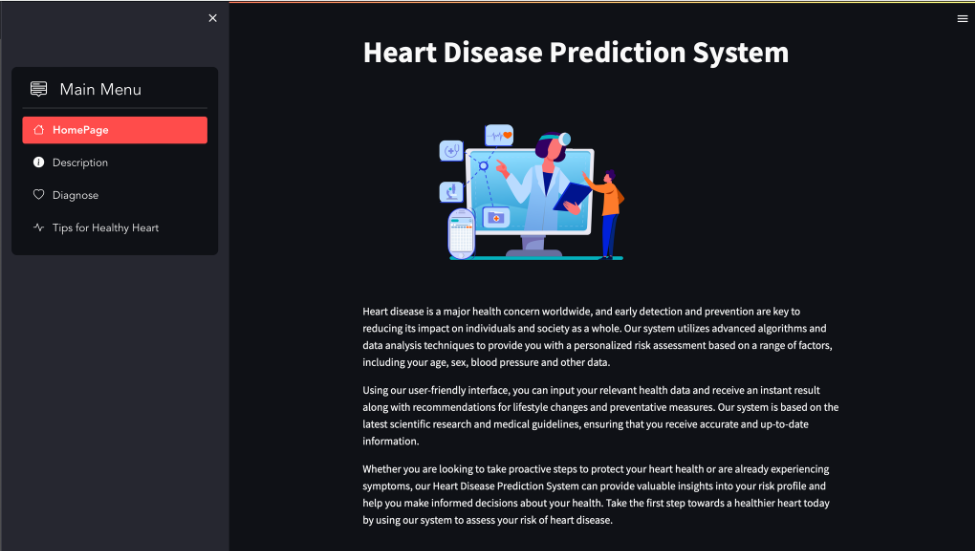 Main Menu
HomePage
Description
Diagnose
Tips for Healthy Heart
Heart Disease Prediction System
Heart disease is a major health concern worldwide, and early detection and prevention are key to
reducing its impact on individuals and society as a whole. Our system utilizes advanced algorithms and
data analysis techniques to provide you with a personalized risk assessment based on a range of factors,
including your age, sex, blood pressure and other data.
Using our user-friendly interface, you can input your relevant health data and receive an instant result
along with recommendations for lifestyle changes and preventative measures. Our system is based on the
latest scientific research and medical guidelines, ensuring that you receive accurate and up-to-date
information.
Whether you are looking to take proactive steps to protect your heart health or are already experiencing
symptoms, our Heart Disease Prediction System can provide valuable insights into your risk profile and
help you make informed decisions about your health. Take the first step towards a healthier heart today
by using our system to assess your risk of heart disease.